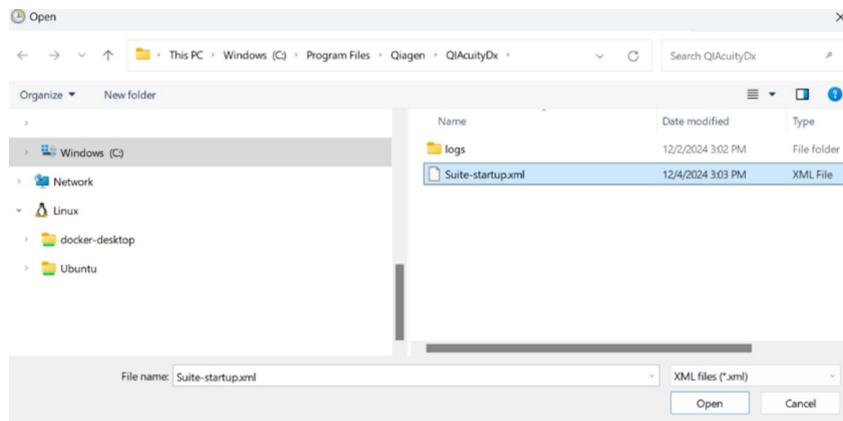 Open
This PC > Windows (C:) > Program Files > Qiagen > QIAcuityDx >
Search QIAcuityDx
Organize
New folder
Name
Date modified
Type
Windows (C:)
Network
Linux
docker-desktop
Ubuntu
logs
12/2/2024 3:02 PM
File folder
Suite-startup.xml
12/4/2024 3:03 PM
XML File
File name: Suite-startup.xml
XML files (*.xml)
Open
Cancel